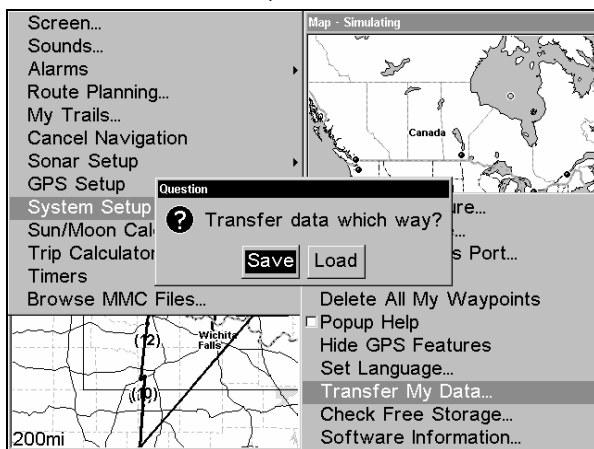 Screen...
Sounds...
Alarms
Route Planning...
My Trails...
Cancel Navigation
Sonar Setup
GPS Setup
System Setup
Sun/Moon Cal
Trip Calculator
Timers
Browse MMC Files...
Map - Simulating
Canada
Question
Transfer data which way?
Save
Load
ure...
s Port...
Delete All My Waypoints
Popup Help
Hide GPS Features
Set Language...
Transfer My Data...
Check Free Storage...
Software Information...
(12)
Wichita
Falls
200mi